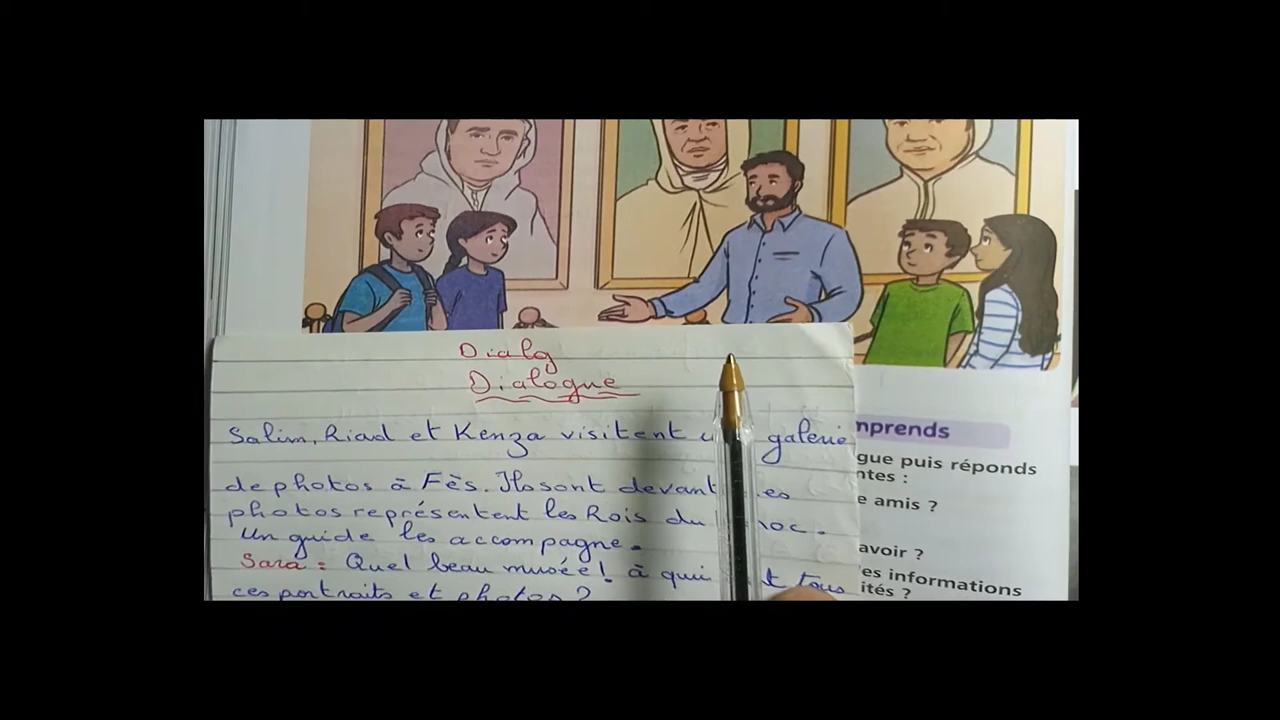 Dialg
Dialogue
Salim, Riad et Kenza visitent galerie
de photos à Fès. Ils sont devant
photos représentent les Rois du
Un guide les accompagne.
Sara : Quel beau musée! à qui tous
ces portraits et photos ?
mprends
gue puis réponds
ntes :
e amis ?
avoir ?
es informations
ités ?